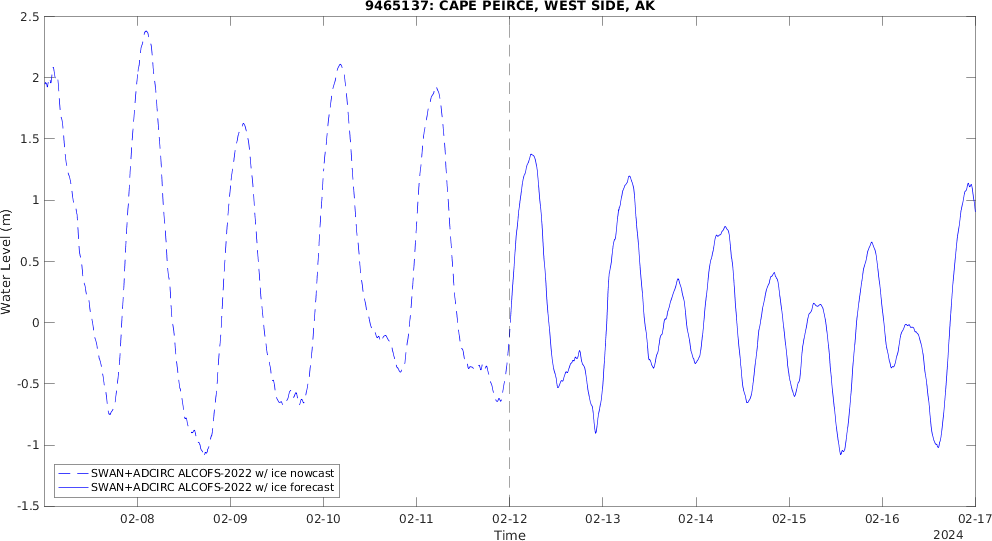 9465137: CAPE PEIRCE, WEST SIDE, AK
2.5
2
1.5
1
0.5
0
-0.5
-1
-1.5
Water Level (m)
SWAN+ADCIRC ALCOFS-2022 w/ ice nowcast
SWAN+ADCIRC ALCOFS-2022 w/ ice forecast
02-08 02-09 02-10 02-11 02-12 02-13 02-14 02-15 02-16 02-17
Time
2024